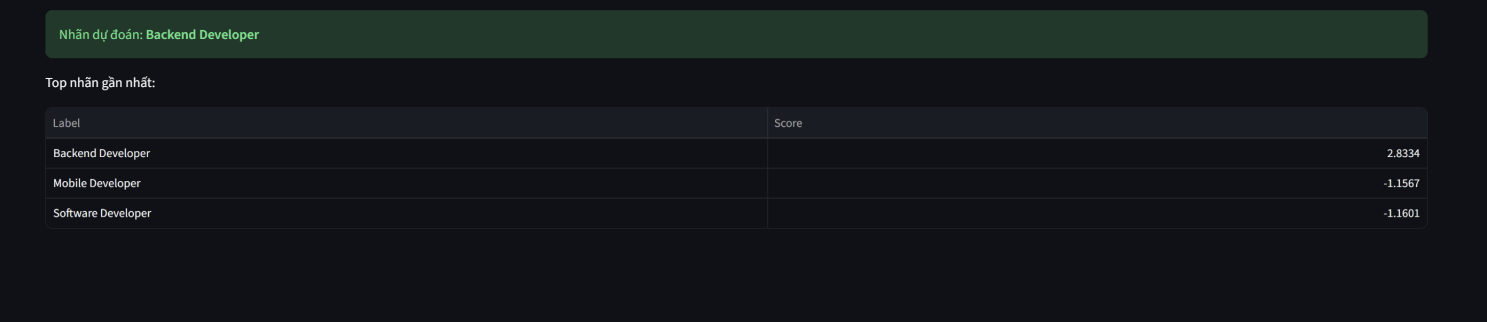 Nhãn dự đoán: Backend Developer
Top nhãn gần nhất:
Label Score
Backend Developer 2.8334
Mobile Developer -1.1567
Software Developer -1.1601